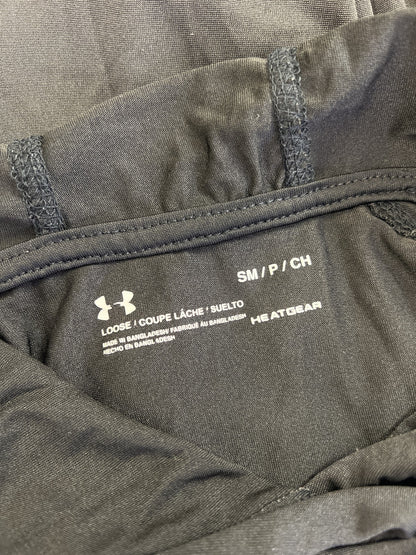 SM / P / CH
LOOSE / COUPE LÂCHE / SUELTO
MADE IN BANGLADESH/ FABRIQUÉ AU BANGLADESH
HECHO EN BANGLADESH
HEATGEAR